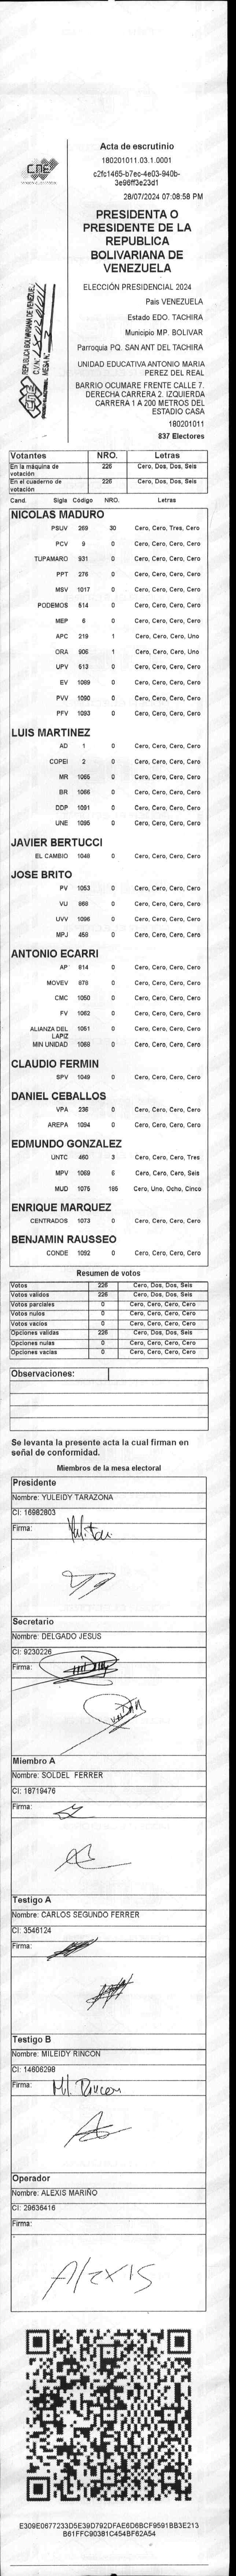 CNE
Acta de escrutinio
180201011.03.1.0001
c2fc1465-b7ec-4e03-940b-
3e96ff3e23d1
28/07/2024 07:08:58 PM
PRESIDENTA O
PRESIDENTE DE LA
REPUBLICA
BOLIVARIANA DE
VENEZUELA
ELECCIÓN PRESIDENCIAL 2024
Pais VENEZUELA
Estado EDO. TACHIRA
Municipio MP. BOLIVAR
Parroquia PQ. SAN ANT DEL TACHIRA
UNIDAD EDUCATIVA ANTONIO MARIA
PEREZ DEL REAL
BARRIO OCUMARE FRENTE CALLE 7.
DERECHA CARRERA 2. IZQUIERDA
CARRERA 1 A 200 METROS DEL
ESTADIO CASA
180201011
837 Electores
Votantes NRO. Letras
En la máquina de votación 226 Cero, Dos, Dos, Seis
En el cuaderno de votación 226 Cero, Dos, Dos, Seis
Cand. Sigla Código NRO. Letras
NICOLAS MADURO
PSUV 269 30 Cero, Cero, Tres, Cero
PCV 9 0 Cero, Cero, Cero, Cero
TUPAMARO 931 0 Cero, Cero, Cero, Cero
PPT 276 0 Cero, Cero, Cero, Cero
MSV 1017 0 Cero, Cero, Cero, Cero
PODEMOS 514 0 Cero, Cero, Cero, Cero
MEP 6 0 Cero, Cero, Cero, Cero
APC 219 1 Cero, Cero, Cero, Uno
ORA 906 1 Cero, Cero, Cero, Uno
UPV 513 0 Cero, Cero, Cero, Cero
EV 1089 0 Cero, Cero, Cero, Cero
PVV 1090 0 Cero, Cero, Cero, Cero
PFV 1093 0 Cero, Cero, Cero, Cero
LUIS MARTINEZ
AD 1 0 Cero, Cero, Cero, Cero
COPEI 2 0 Cero, Cero, Cero, Cero
MR 1065 0 Cero, Cero, Cero, Cero
BR 1066 0 Cero, Cero, Cero, Cero
DDP 1091 0 Cero, Cero, Cero, Cero
UNE 1095 0 Cero, Cero, Cero, Cero
JAVIER BERTUCCI
EL CAMBIO 1048 0 Cero, Cero, Cero, Cero
JOSE BRITO
PV 1053 0 Cero, Cero, Cero, Cero
VU 868 0 Cero, Cero, Cero, Cero
UVV 1096 0 Cero, Cero, Cero, Cero
MPJ 458 0 Cero, Cero, Cero, Cero
ANTONIO ECARRI
AP 814 0 Cero, Cero, Cero, Cero
MOVEV 879 0 Cero, Cero, Cero, Cero
CMC 1050 0 Cero, Cero, Cero, Cero
FV 1062 0 Cero, Cero, Cero, Cero
ALIANZA DEL LAPIZ 1051 0 Cero, Cero, Cero, Cero
MIN UNIDAD 1068 0 Cero, Cero, Cero, Cero
CLAUDIO FERMIN
SPV 1049 0 Cero, Cero, Cero, Cero
DANIEL CEBALLOS
VPA 236 0 Cero, Cero, Cero, Cero
AREPA 1094 0 Cero, Cero, Cero, Cero
EDMUNDO GONZALEZ
UNTC 460 3 Cero, Cero, Cero, Tres
MPV 1069 6 Cero, Cero, Cero, Seis
MUD 1075 185 Cero, Uno, Ocho, Cinco
ENRIQUE MARQUEZ
CENTRADOS 1073 0 Cero, Cero, Cero, Cero
BENJAMIN RAUSSEO
CONDE 1092 0 Cero, Cero, Cero, Cero
Resumen de votos
Votos 226 Cero, Dos, Dos, Seis
Votos validos 226 Cero, Dos, Dos, Seis
Votos parciales 0 Cero, Cero, Cero, Cero
Votos nulos 0 Cero, Cero, Cero, Cero
Votos vacios 0 Cero, Cero, Cero, Cero
Opciones validas 226 Cero, Dos, Dos, Seis
Opciones nulas 0 Cero, Cero, Cero, Cero
Opciones vacias 0 Cero, Cero, Cero, Cero
Observaciones:
Se levanta la presente acta la cual firman en
señal de conformidad.
Miembros de la mesa electoral
Presidente
Nombre: YULEIDY TARAZONA
CI: 16982803
Firma:
Secretario
Nombre: DELGADO JESUS
CI: 9230226
Firma:
Miembro A
Nombre: SOLDEL FERRER
CI: 18719476
Firma:
Testigo A
Nombre: CARLOS SEGUNDO FERRER
CI: 3546124
Firma:
Testigo B
Nombre: MILEIDY RINCON
CI: 14606298
Firma: Mil Rincon
Operador
Nombre: ALEXIS MARIÑO
CI: 29636416
Firma:
Alexis
E309E0677233D5E39D792DFAE6D6BCF9591BB3E213
B61FFC90381C454BF62A54